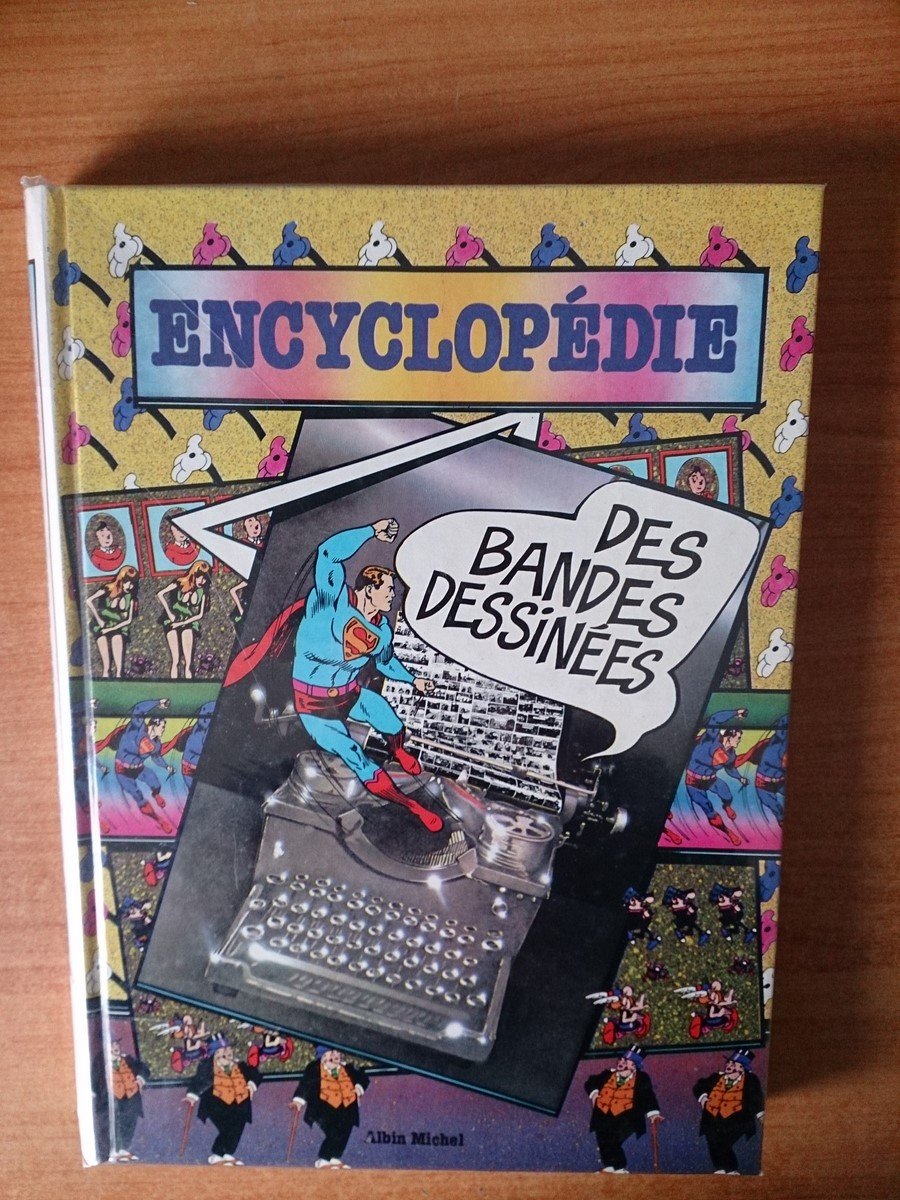 ENCYCLOPÉDIE
DES
BANDES
DESSINÉES
S
Albin Michel